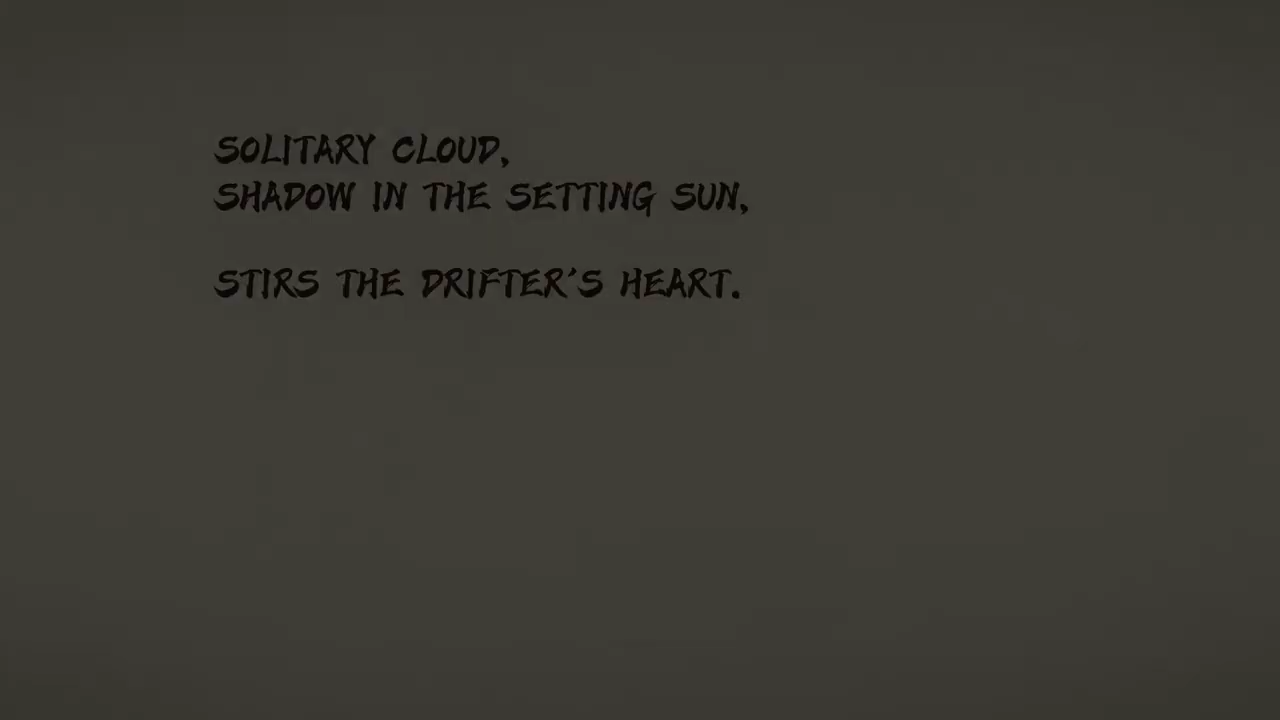 SOLITARY CLOUD,
SHADOW IN THE SETTING SUN,
STIRS THE DRIFTER'S HEART.